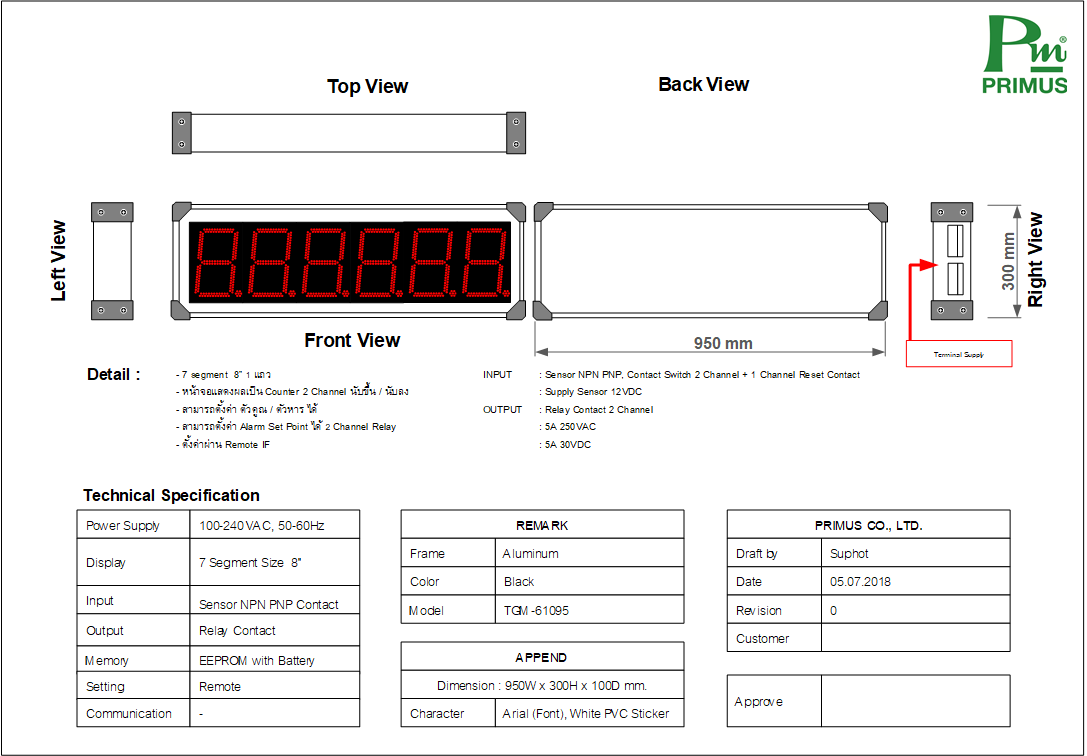 Pm®
PRIMUS
Top View
Back View
Left View
Front View
300 mm
Right View
950 mm
Terminal Supply
Detail :
- 7 segment 8" 1 แถว
- หน้าจอแสดงผลเป็น Counter 2 Channel นับขึ้น / นับลง
- สามารถตั้งค่า ตัวคูณ / ตัวหาร ได้
- สามารถตั้งค่า Alarm Set Point ได้ 2 Channel Relay
- ตั้งค่าผ่าน Remote IF
INPUT : Sensor NPN PNP, Contact Switch 2 Channel + 1 Channel Reset Contact
: Supply Sensor 12VDC
OUTPUT : Relay Contact 2 Channel
: 5A 250VAC
: 5A 30VDC
Technical Specification
Power Supply 100-240VAC, 50-60Hz
Display 7 Segment Size 8"
Input Sensor NPN PNP Contact
Output Relay Contact
Memory EEPROM with Battery
Setting Remote
Communication -
REMARK
Frame Aluminum
Color Black
Model TGM-61095
APPEND
Dimension : 950W x 300H x 100D mm.
Character Arial (Font), White PVC Sticker
PRIMUS CO., LTD.
Draft by Suphot
Date 05.07.2018
Revision 0
Customer
Approve